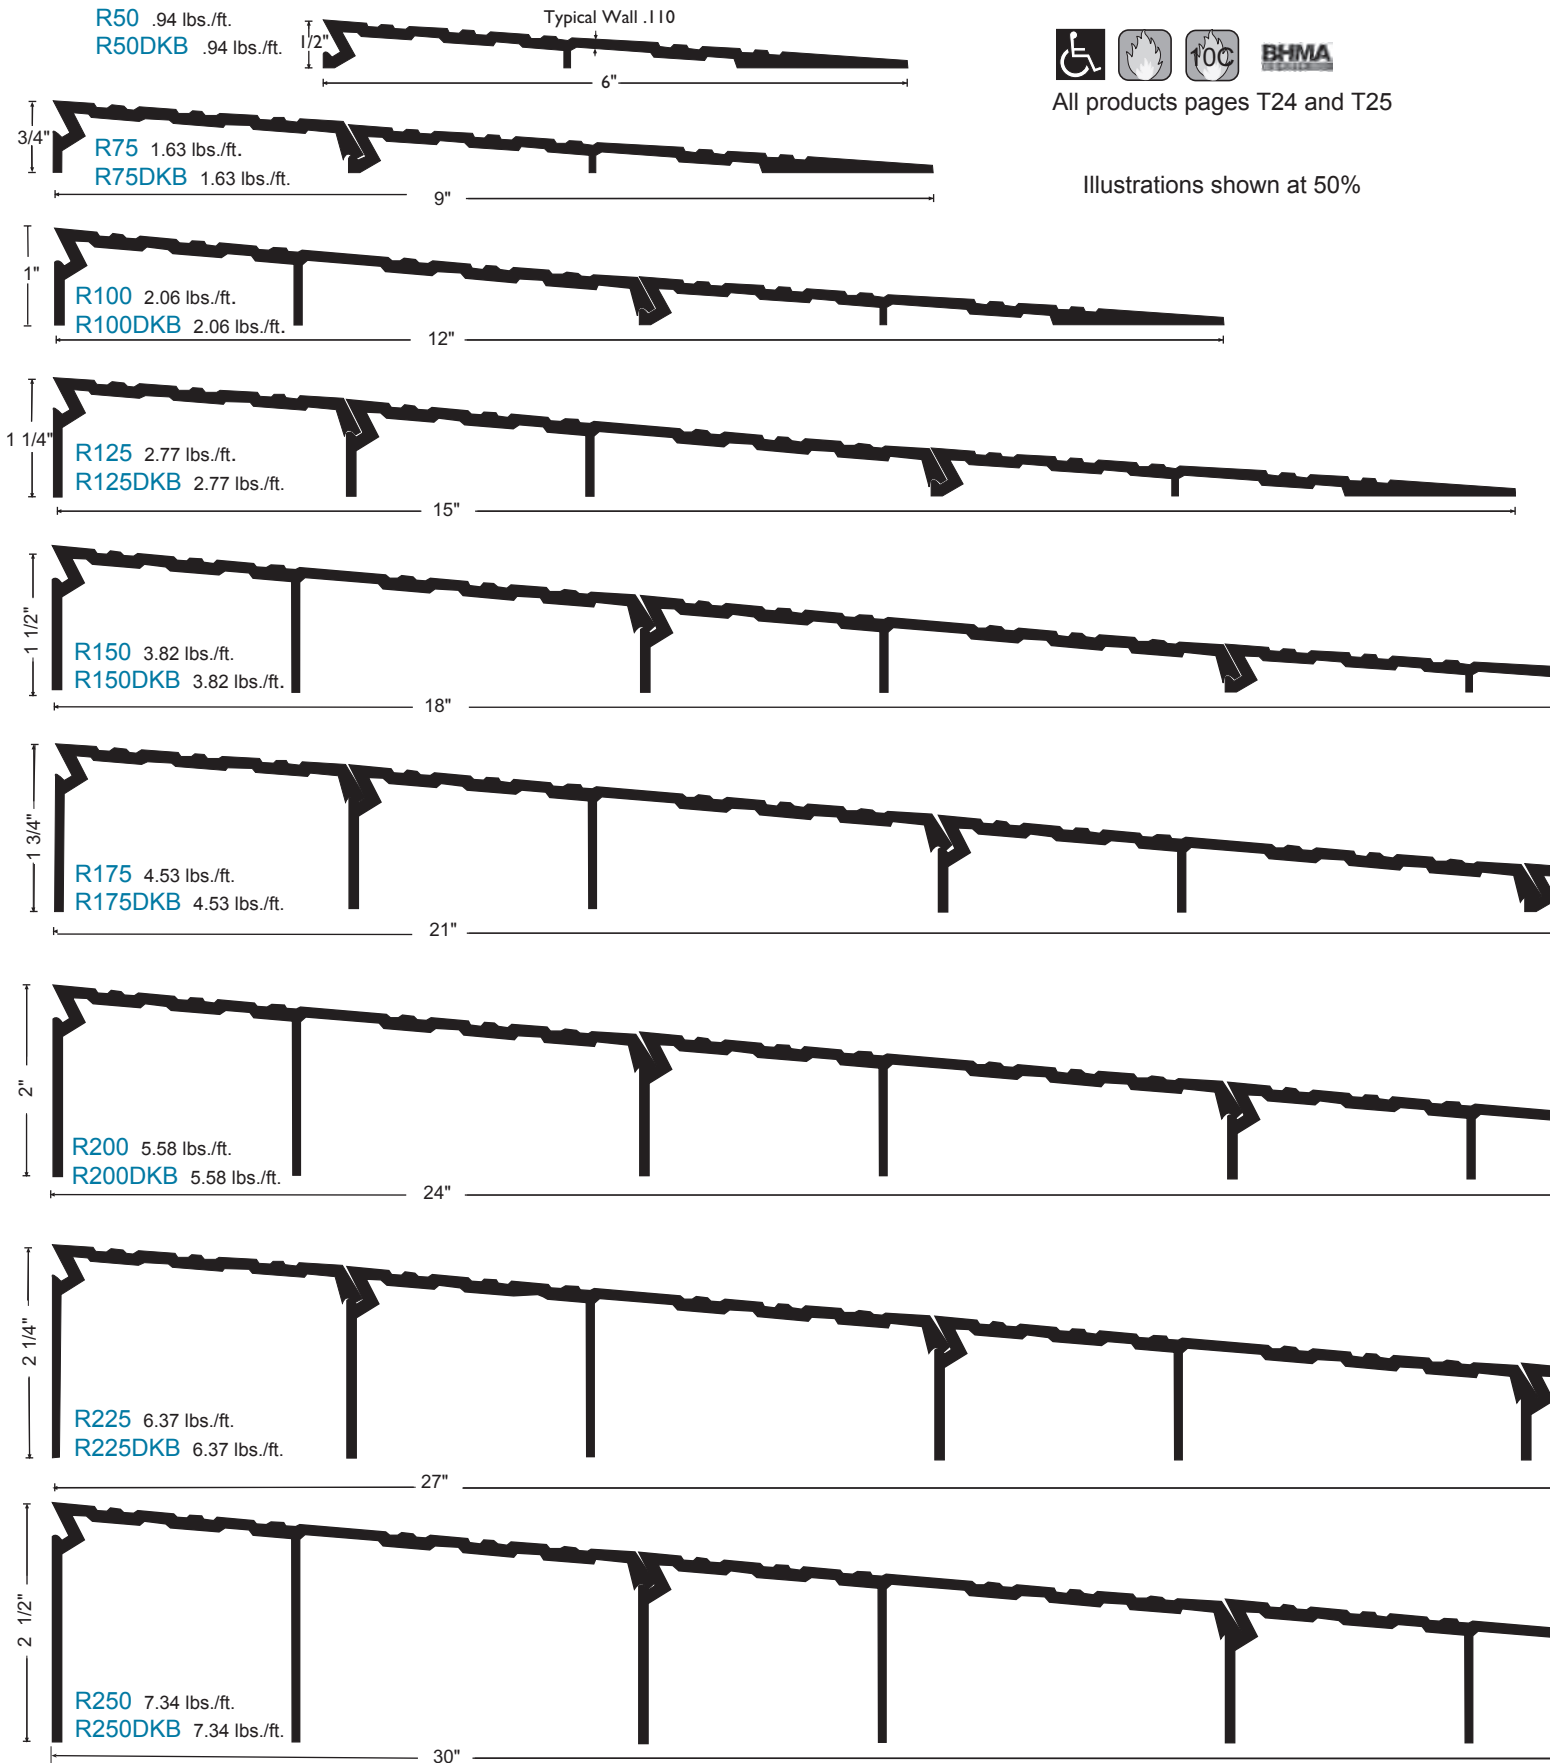 R50 .94 lbs./ft.
R50DKB .94 lbs./ft.
1/2"
Typical Wall .110
6"
10C
BHMA
All products pages T24 and T25
Illustrations shown at 50%
3/4"
R75 1.63 lbs./ft.
R75DKB 1.63 lbs./ft.
9"
1"
R100 2.06 lbs./ft.
R100DKB 2.06 lbs./ft.
12"
1 1/4"
R125 2.77 lbs./ft.
R125DKB 2.77 lbs./ft.
15"
1 1/2"
R150 3.82 lbs./ft.
R150DKB 3.82 lbs./ft.
18"
1 3/4"
R175 4.53 lbs./ft.
R175DKB 4.53 lbs./ft.
21"
2"
R200 5.58 lbs./ft.
R200DKB 5.58 lbs./ft.
24"
2 1/4"
R225 6.37 lbs./ft.
R225DKB 6.37 lbs./ft.
27"
2 1/2"
R250 7.34 lbs./ft.
R250DKB 7.34 lbs./ft.
30"